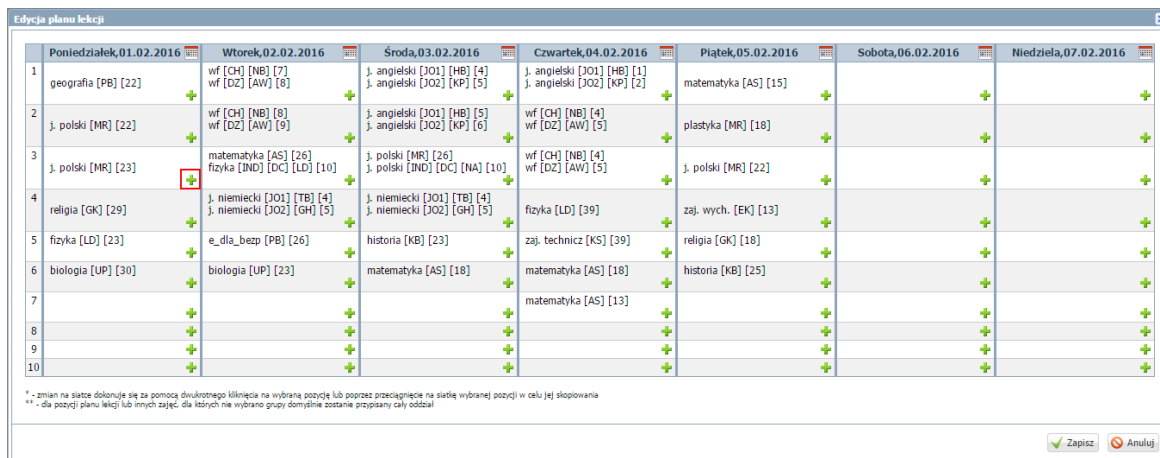 Edycja planu lekcji
Poniedziałek,01.02.2016 Wtorek,02.02.2016 Środa,03.02.2016 Czwartek,04.02.2016 Piątek,05.02.2016 Sobota,06.02.2016 Niedziela,07.02.2016
1 geografia [PB] [22] wf [CH] [NB] [7] j. angielski [JO1] [HB] [4] j. angielski [JO1] [HB] [1] matematyka [AS] [15]
wf [DZ] [AW] [8] j. angielski [JO2] [KP] [5] j. angielski [JO2] [KP] [2]
2 j. polski [MR] [22] wf [CH] [NB] [8] j. angielski [JO1] [HB] [5] wf [CH] [NB] [4] plastyka [MR] [18]
wf [DZ] [AW] [9] j. angielski [JO2] [KP] [6] wf [DZ] [AW] [5]
3 j. polski [MR] [23] matematyka [AS] [26] j. polski [MR] [26] wf [CH] [NB] [4] j. polski [MR] [22]
fizyka [IND] [DC] [LD] [10] j. polski [IND] [DC] [NA] [10] wf [DZ] [AW] [5]
4 religia [GK] [29] j. niemiecki [JO1] [TB] [4] j. niemiecki [JO1] [TB] [4] fizyka [LD] [39] zaj. wych. [EK] [13]
j. niemiecki [JO2] [GH] [5] j. niemiecki [JO2] [GH] [5]
5 fizyka [LD] [23] e_dla_bezp [PB] [26] historia [KB] [23] zaj. technicz [KS] [39] religia [GK] [18]
6 biologia [UP] [30] biologia [UP] [23] matematyka [AS] [18] matematyka [AS] [18] historia [KB] [25]
7 matematyka [AS] [13]
8
9
10
* - zmian na siatce dokonuje się za pomocą dwukrotnego kliknięcia na wybraną pozycję lub poprzez przeciągnięcie na siatkę wybranej pozycji w celu jej skopiowania
** - dla pozycji planu lekcji lub innych zajęć, dla których nie wybrano grupy domyślnie zostanie przypisany cały oddział
Zapisz Anuluj